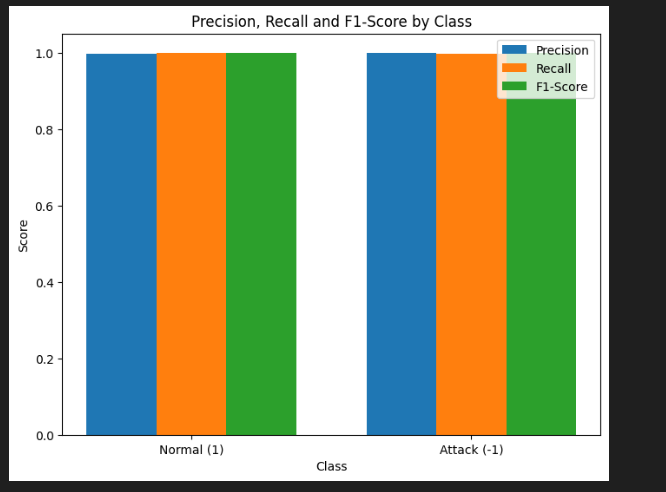 Precision, Recall and F1-Score by Class
Precision
Recall
F1-Score
1.0
0.8
0.6
0.4
0.2
0.0
Score
Normal (1)
Attack (-1)
Class